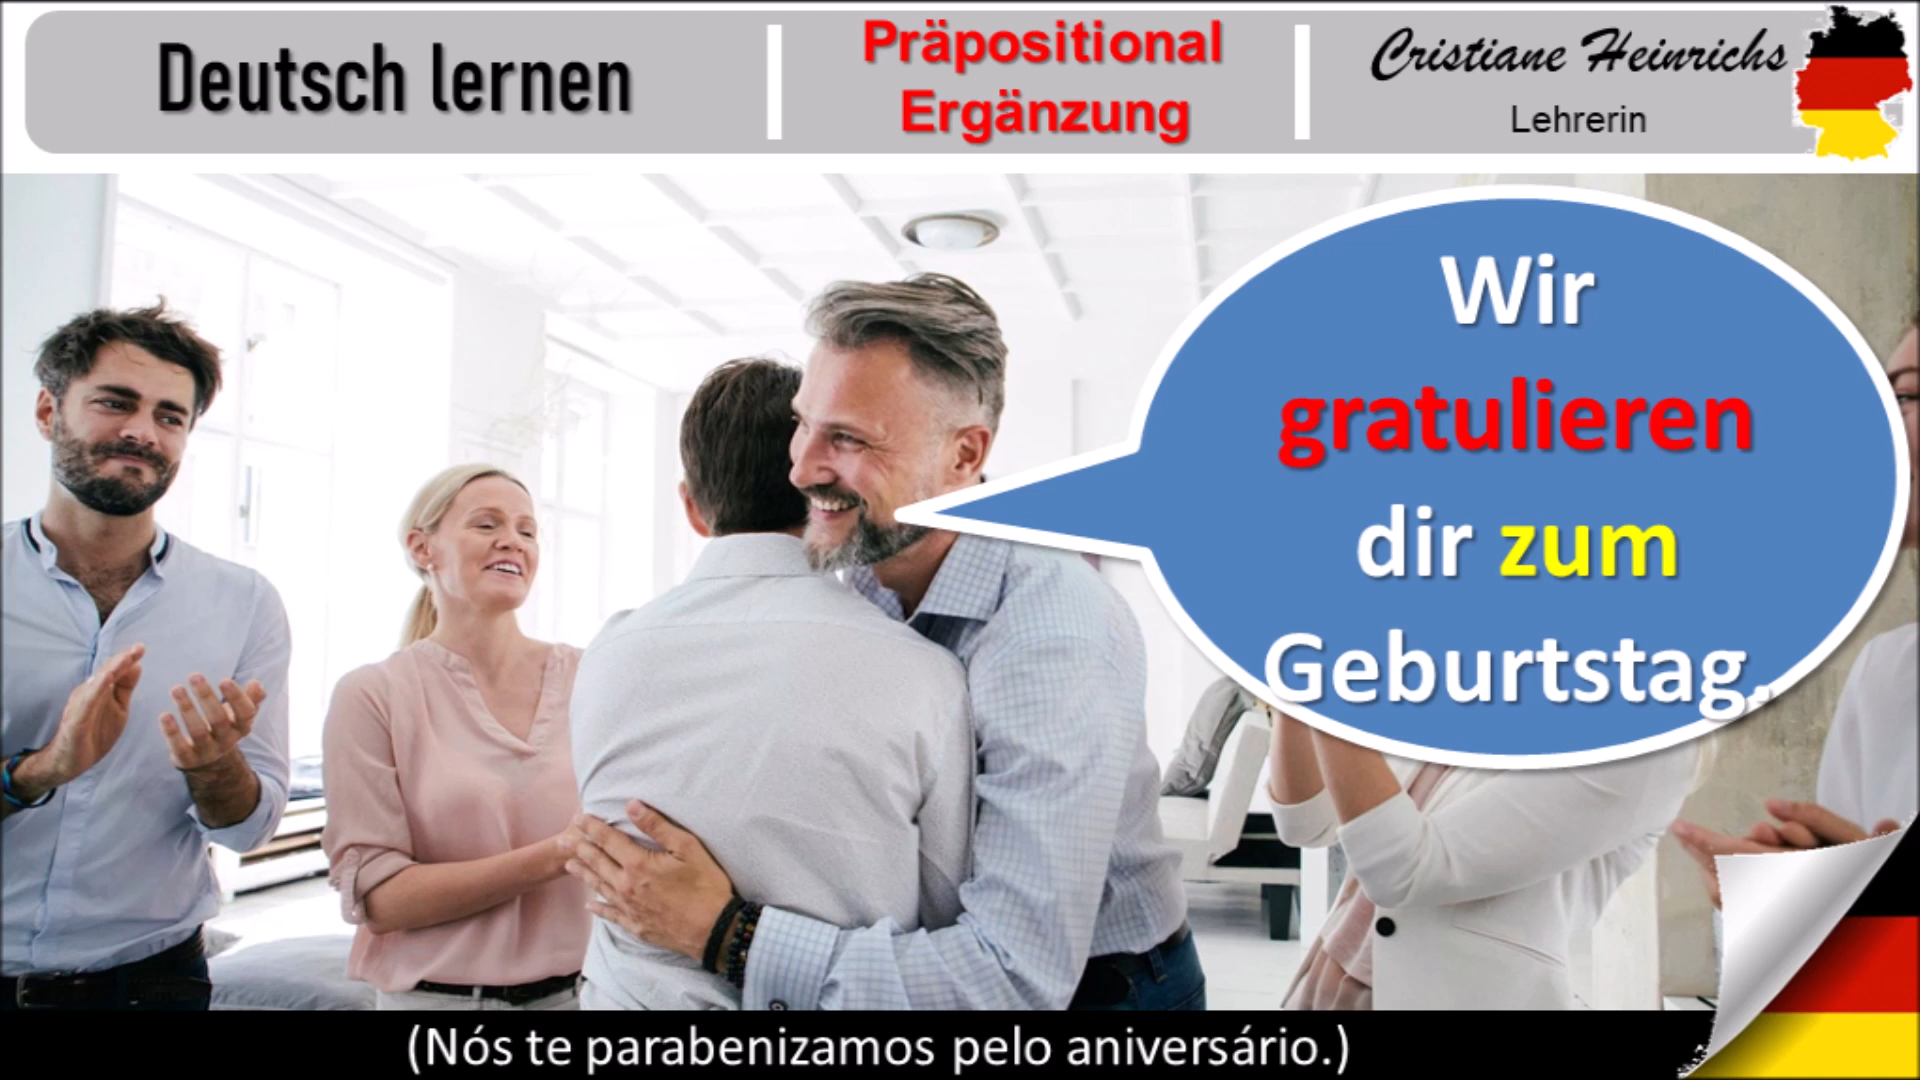 Deutsch lernen
Präpositional
Ergänzung
Cristiane Heinrichs
Lehrerin
Wir
gratulieren
dir zum
Geburtstag.
(Nós te parabenizamos pelo aniversário.)